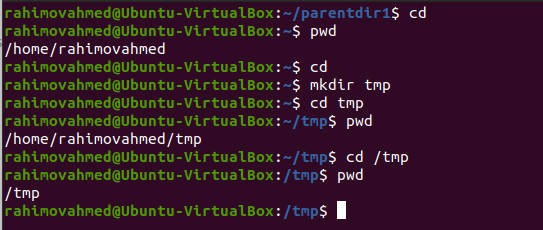 rahimovahmed@Ubuntu-VirtualBox:~/parentdir1$ cd
rahimovahmed@Ubuntu-VirtualBox:~$ pwd
/home/rahimovahmed
rahimovahmed@Ubuntu-VirtualBox:~$ cd
rahimovahmed@Ubuntu-VirtualBox:~$ mkdir tmp
rahimovahmed@Ubuntu-VirtualBox:~$ cd tmp
rahimovahmed@Ubuntu-VirtualBox:~/tmp$ pwd
/home/rahimovahmed/tmp
rahimovahmed@Ubuntu-VirtualBox:~/tmp$ cd /tmp
rahimovahmed@Ubuntu-VirtualBox:/tmp$ pwd
/tmp
rahimovahmed@Ubuntu-VirtualBox:/tmp$